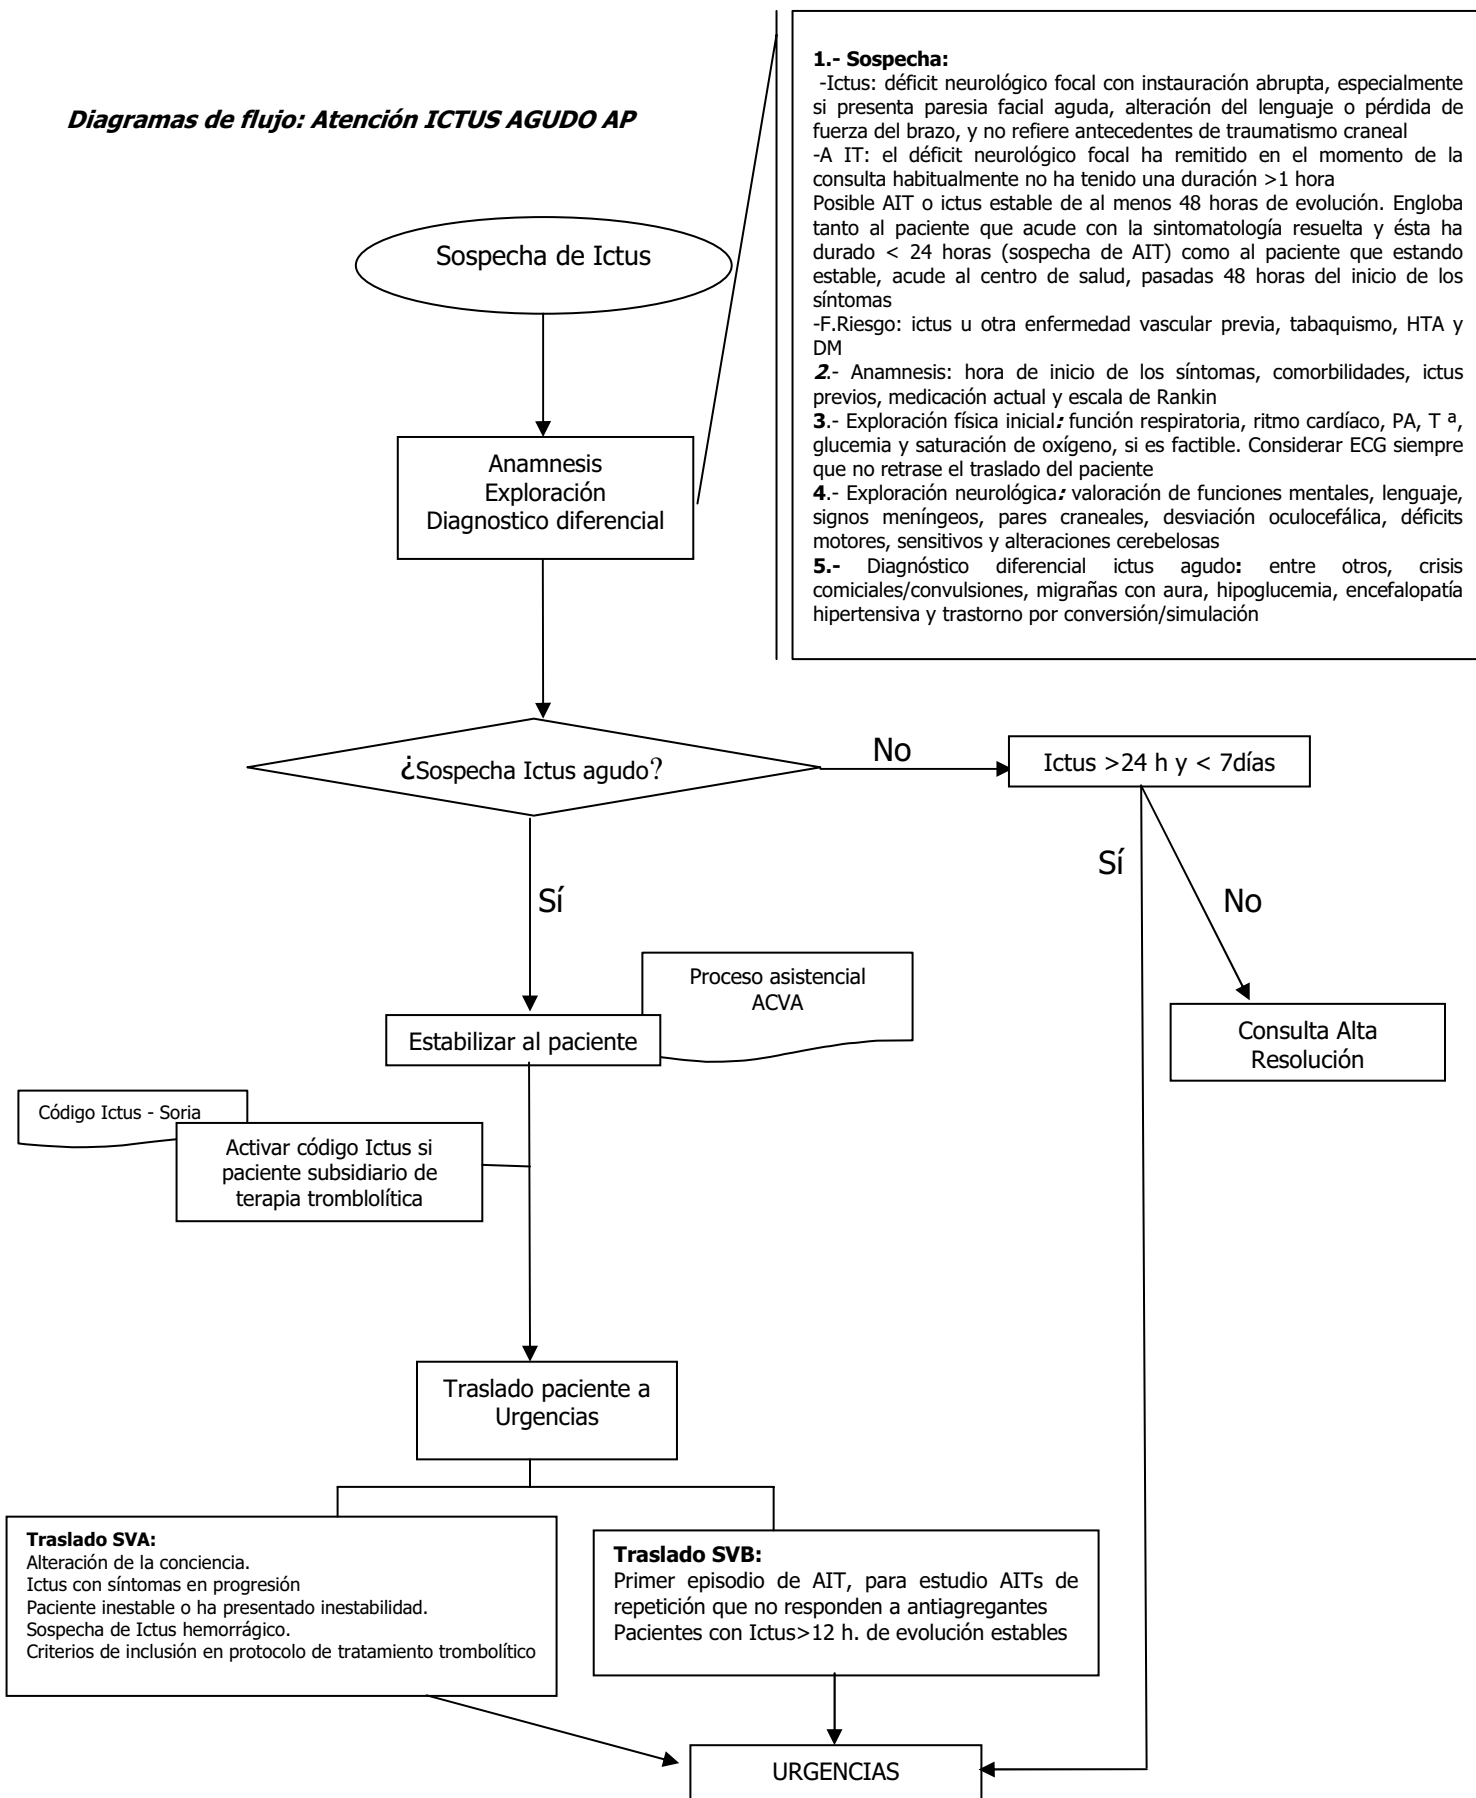 Diagramas de flujo: Atención ICTUS AGUDO AP
1.- Sospecha:
-Ictus: déficit neurológico focal con instauración abrupta, especialmente
si presenta paresia facial aguda, alteración del lenguaje o pérdida de
fuerza del brazo, y no refiere antecedentes de traumatismo craneal
-A IT: el déficit neurológico focal ha remitido en el momento de la
consulta habitualmente no ha tenido una duración >1 hora
Posible AIT o ictus estable de al menos 48 horas de evolución. Engloba
tanto al paciente que acude con la sintomatología resuelta y ésta ha
durado < 24 horas (sospecha de AIT) como al paciente que estando
estable, acude al centro de salud, pasadas 48 horas del inicio de los
síntomas
-F.Riesgo: ictus u otra enfermedad vascular previa, tabaquismo, HTA y
DM
2.- Anamnesis: hora de inicio de los síntomas, comorbilidades, ictus
previos, medicación actual y escala de Rankin
3.- Exploración física inicial: función respiratoria, ritmo cardíaco, PA, T ª,
glucemia y saturación de oxígeno, si es factible. Considerar ECG siempre
que no retrase el traslado del paciente
4.- Exploración neurológica: valoración de funciones mentales, lenguaje,
signos meníngeos, pares craneales, desviación oculocefálica, déficits
motores, sensitivos y alteraciones cerebelosas
5.- Diagnóstico diferencial ictus agudo: entre otros, crisis
comiciales/convulsiones, migrañas con aura, hipoglucemia, encefalopatía
hipertensiva y trastorno por conversión/simulación
Sospecha de Ictus
Anamnesis
Exploración
Diagnostico diferencial
¿Sospecha Ictus agudo?
No
Ictus >24 h y < 7días
Sí
No
Sí
Proceso asistencial
ACVA
Estabilizar al paciente
Consulta Alta
Resolución
Código Ictus - Soria
Activar código Ictus si
paciente subsidiario de
terapia tromblolítica
Traslado paciente a
Urgencias
Traslado SVA:
Alteración de la conciencia.
Ictus con síntomas en progresión
Paciente inestable o ha presentado inestabilidad.
Sospecha de Ictus hemorrágico.
Criterios de inclusión en protocolo de tratamiento trombolítico
Traslado SVB:
Primer episodio de AIT, para estudio AITs de
repetición que no responden a antiagregantes
Pacientes con Ictus>12 h. de evolución estables
URGENCIAS